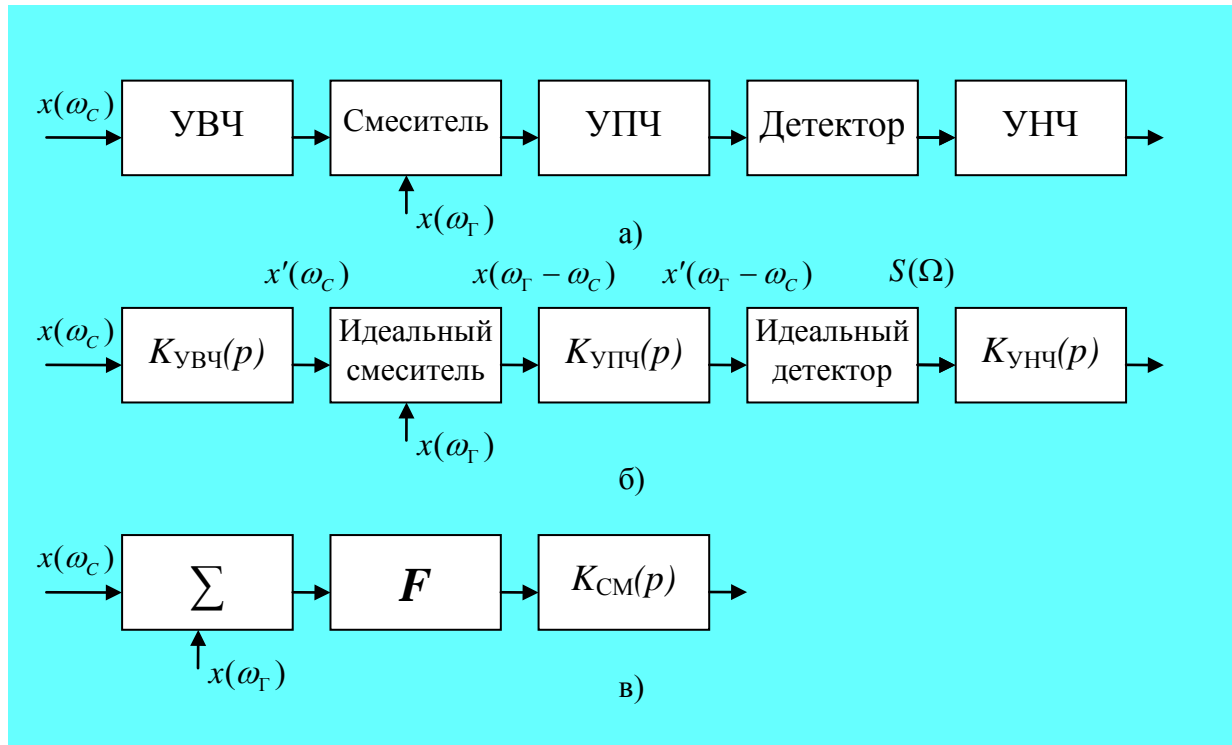 x(ω_C)
УВЧ
Смеситель
УПЧ
Детектор
УНЧ
x(ω_Г)
а)
x′(ω_C)
x(ω_Г − ω_C)
x′(ω_Г − ω_C)
S(Ω)
x(ω_C)
K_УВЧ(p)
Идеальный
смеситель
K_УПЧ(p)
Идеальный
детектор
K_УНЧ(p)
x(ω_Г)
б)
x(ω_C)
∑
F
K_СМ(p)
x(ω_Г)
в)